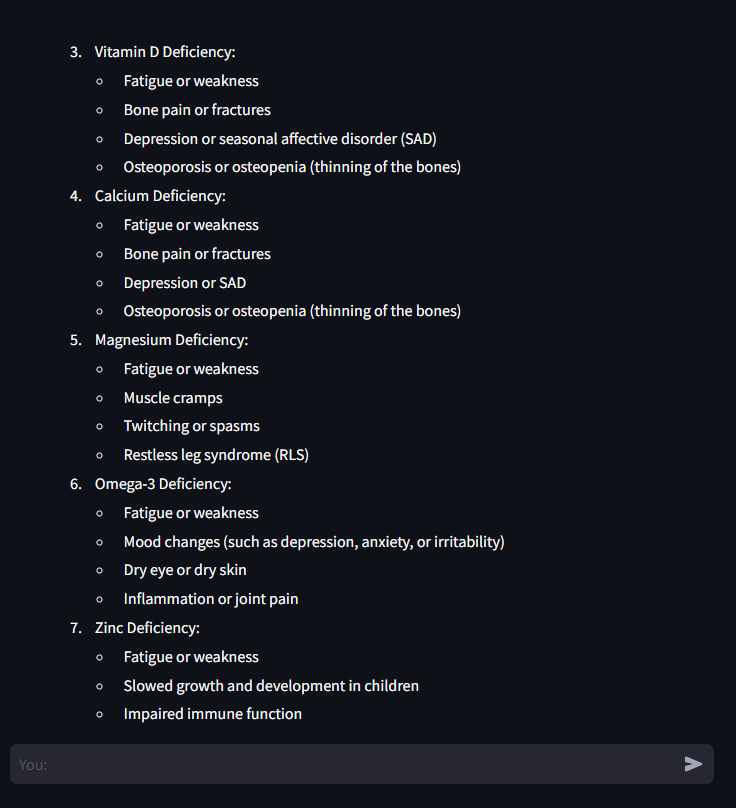 3. Vitamin D Deficiency:
○ Fatigue or weakness
○ Bone pain or fractures
○ Depression or seasonal affective disorder (SAD)
○ Osteoporosis or osteopenia (thinning of the bones)
4. Calcium Deficiency:
○ Fatigue or weakness
○ Bone pain or fractures
○ Depression or SAD
○ Osteoporosis or osteopenia (thinning of the bones)
5. Magnesium Deficiency:
○ Fatigue or weakness
○ Muscle cramps
○ Twitching or spasms
○ Restless leg syndrome (RLS)
6. Omega-3 Deficiency:
○ Fatigue or weakness
○ Mood changes (such as depression, anxiety, or irritability)
○ Dry eye or dry skin
○ Inflammation or joint pain
7. Zinc Deficiency:
○ Fatigue or weakness
○ Slowed growth and development in children
○ Impaired immune function
You: